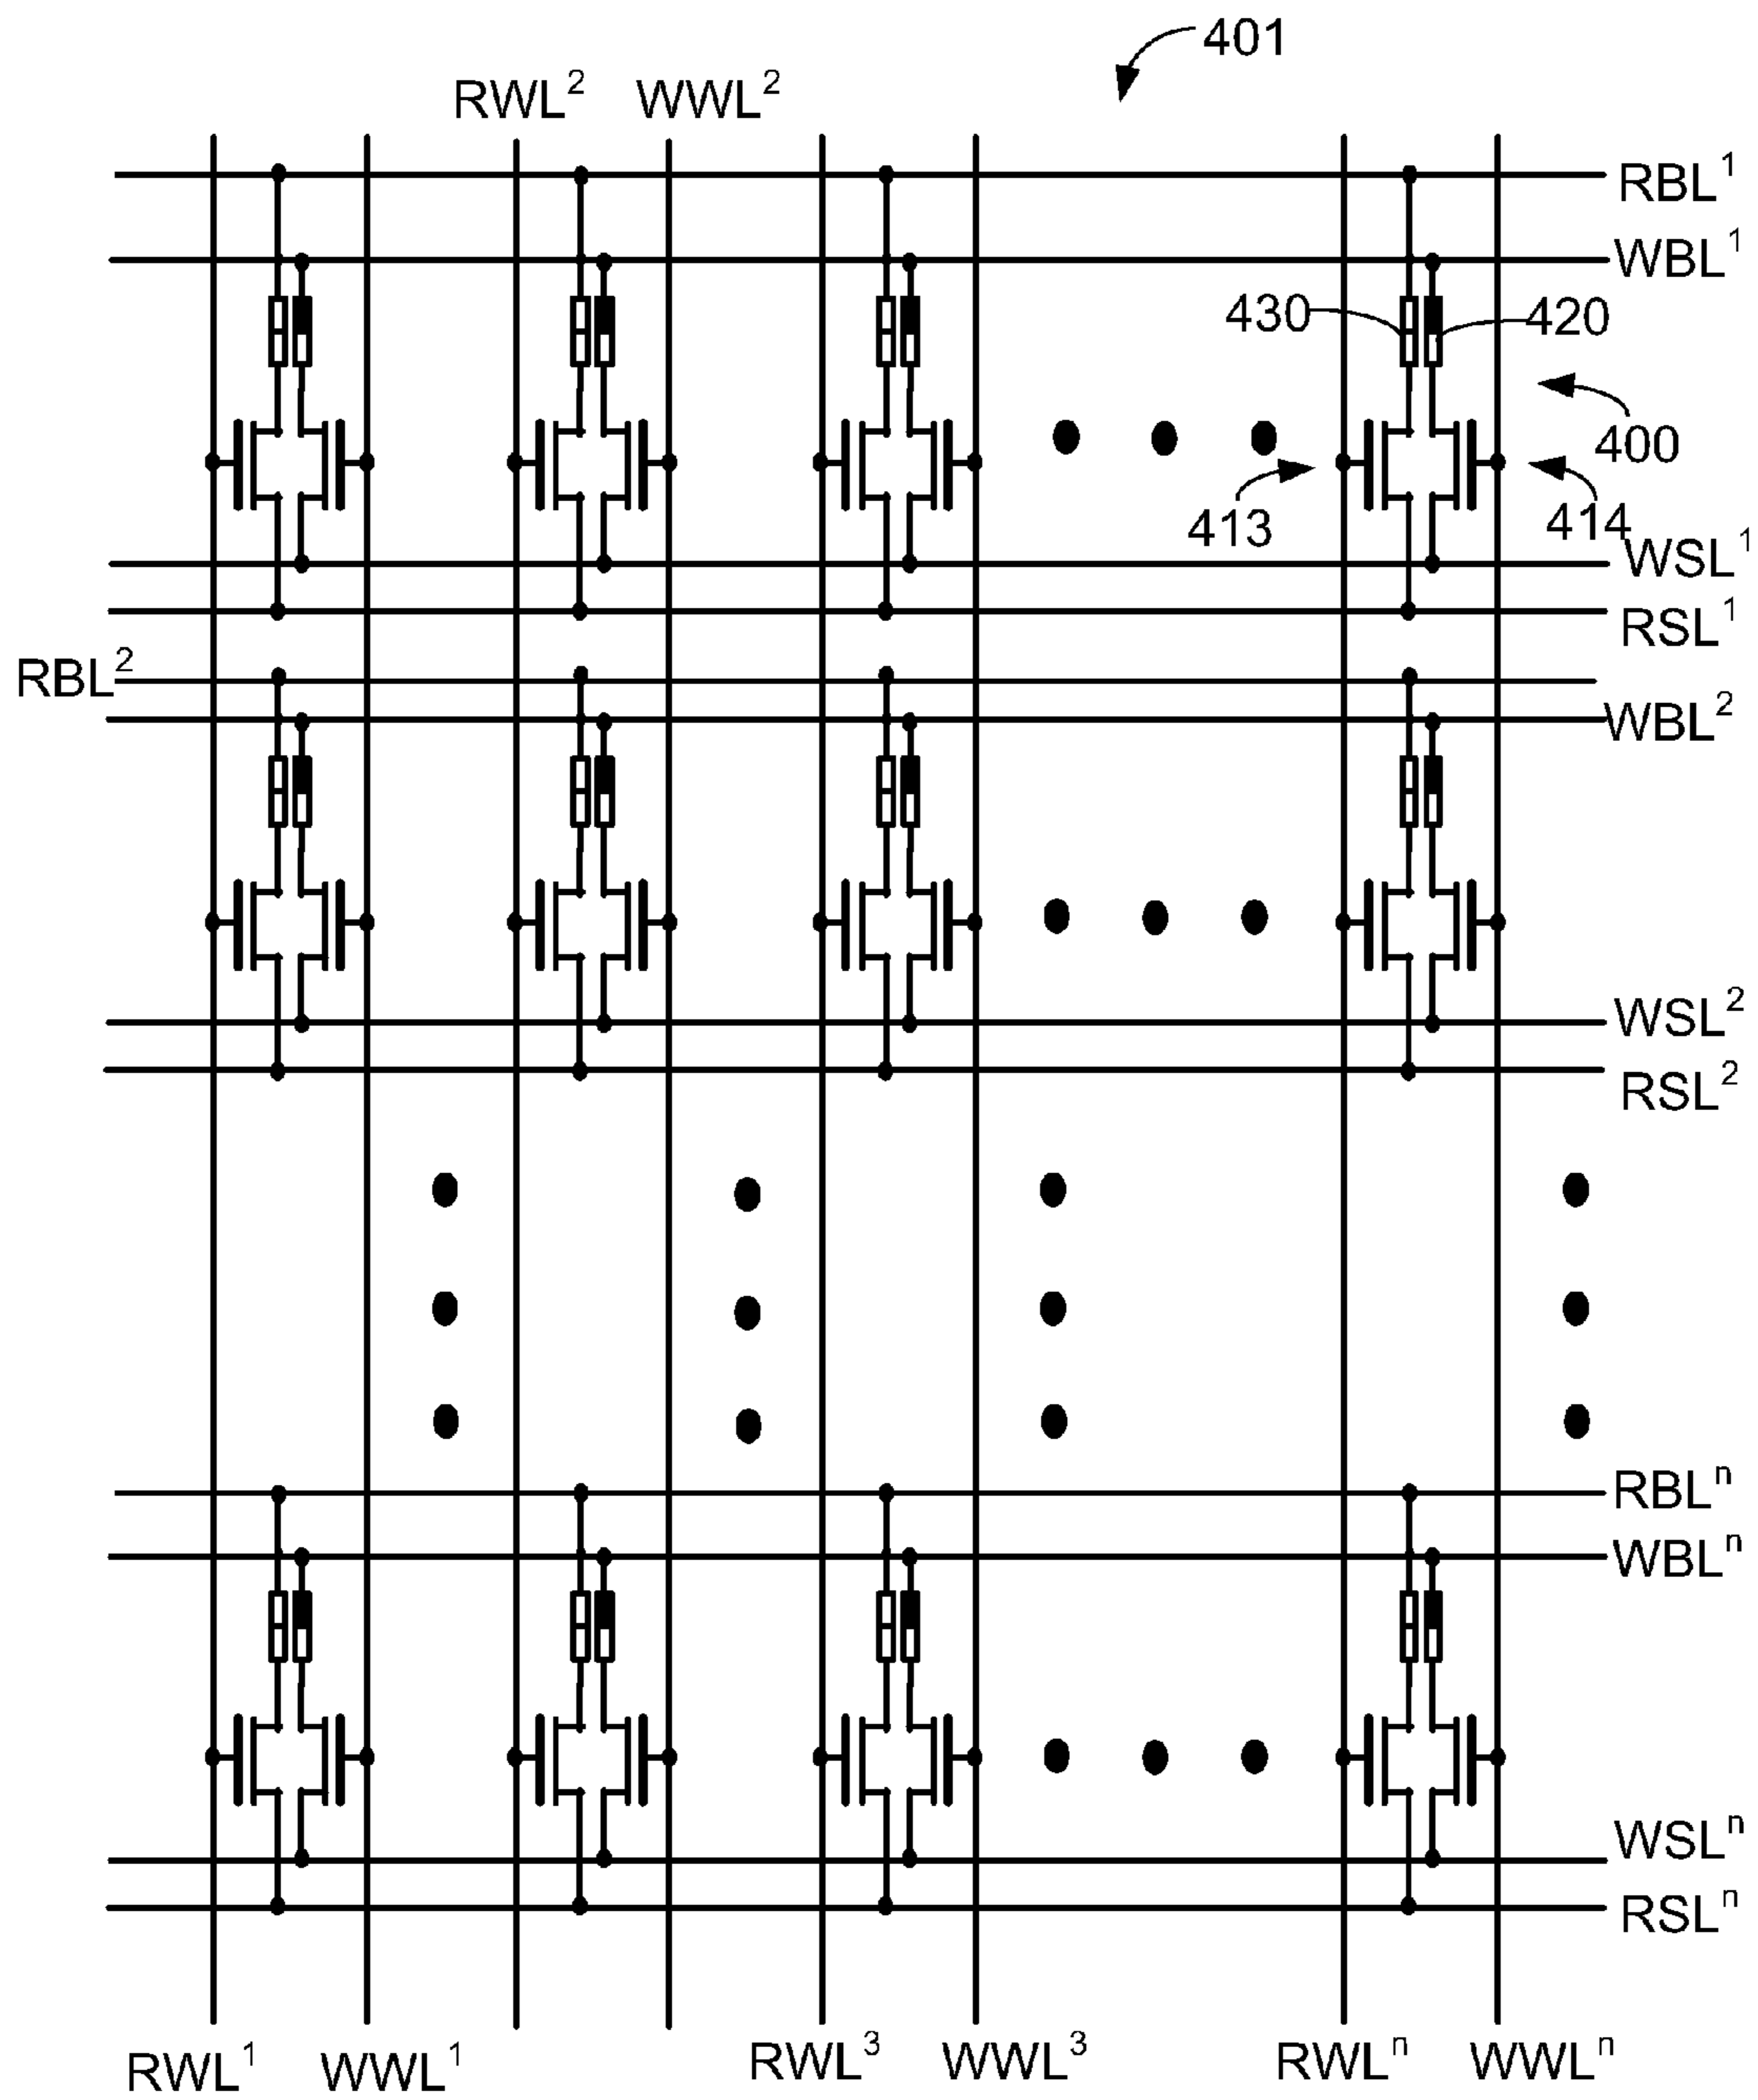 401
RWL² WWL²
RBL¹
WBL¹
430 420
400
413 414
WSL¹
RSL¹
RBL²
WBL²
WSL²
RSL²
RBLⁿ
WBLⁿ
WSLⁿ
RSLⁿ
RWL¹ WWL¹ RWL³ WWL³ RWLⁿ WWLⁿ